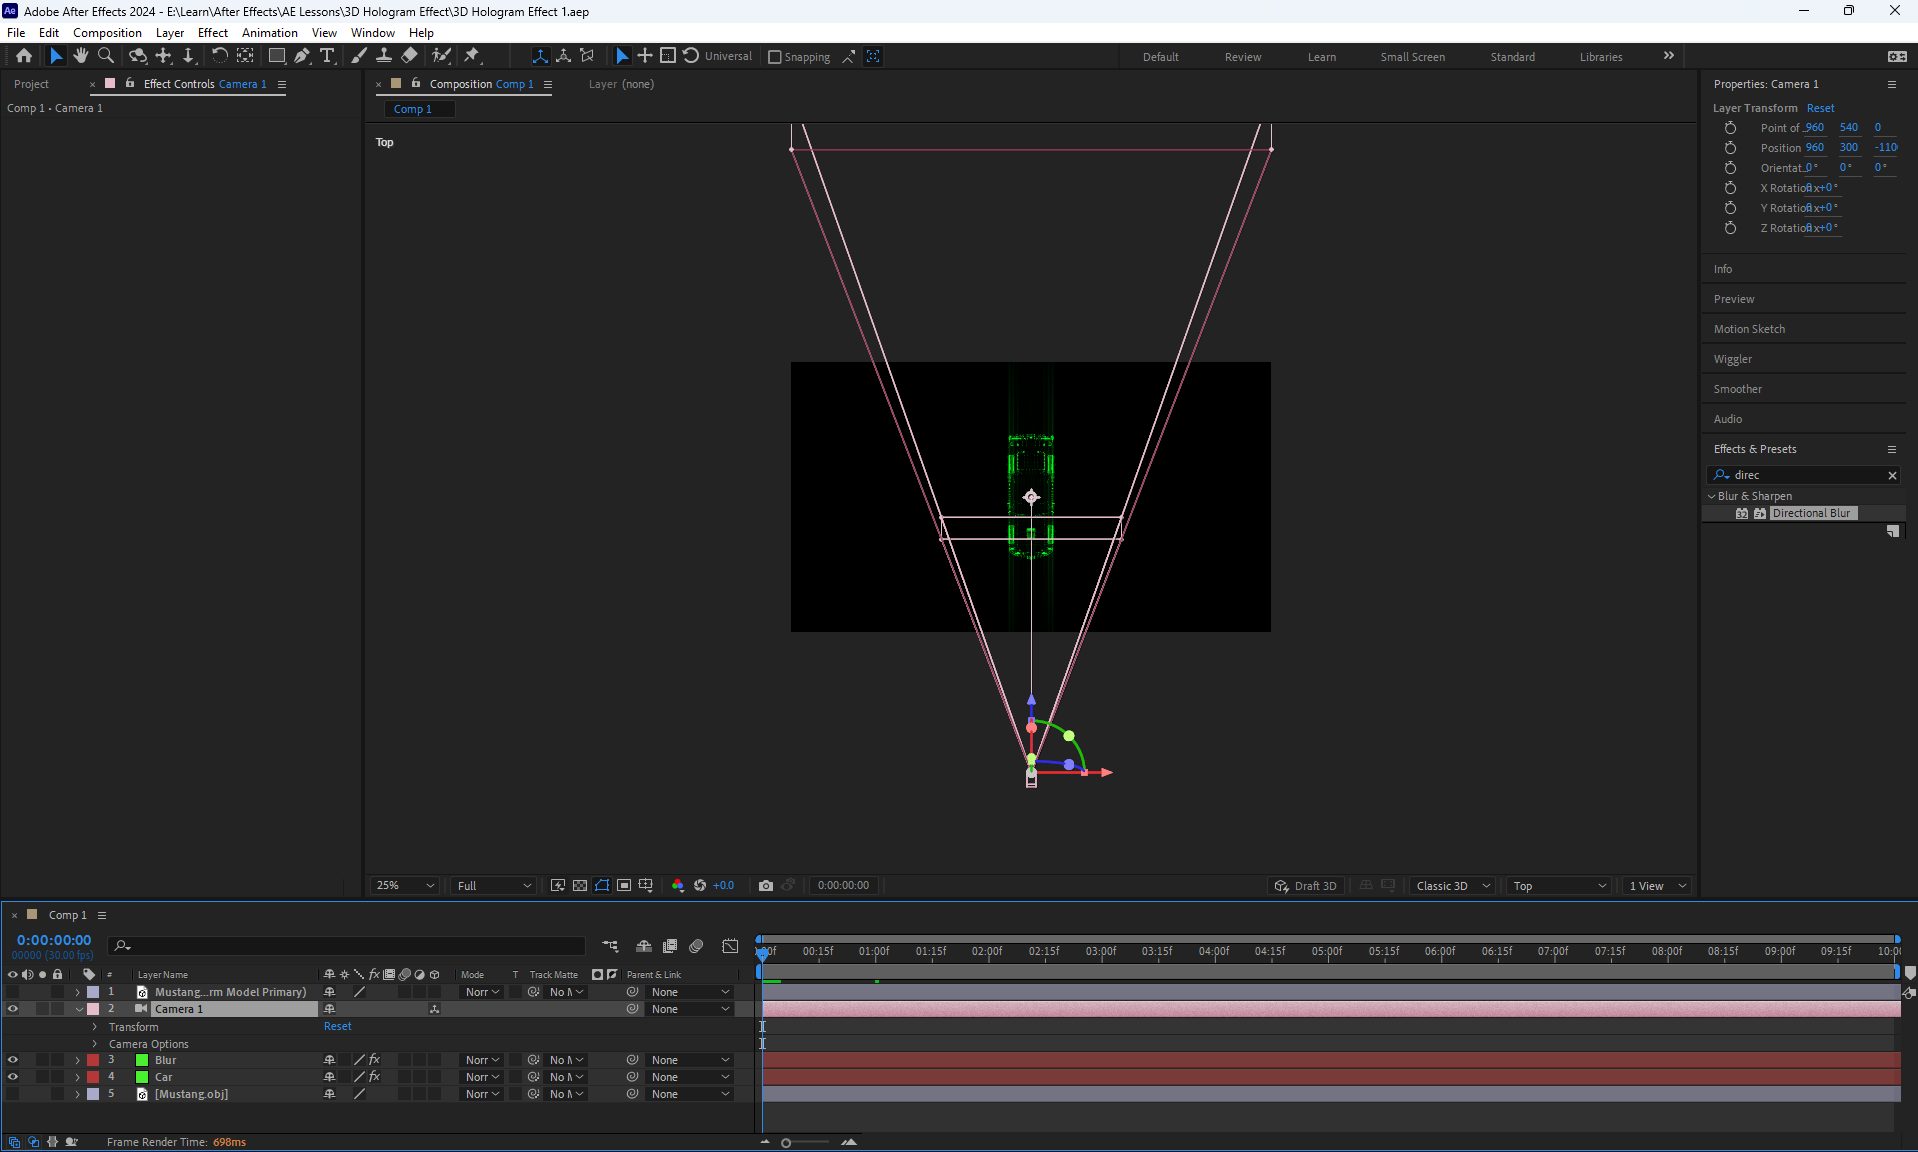 Ae Adobe After Effects 2024 - E:\Learn\After Effects\AE Lessons\3D Hologram Effect\3D Hologram Effect 1.aep
File Edit Composition Layer Effect Animation View Window Help
Universal Snapping Default Review Learn Small Screen Standard Libraries
Project Effect Controls Camera 1 Composition Comp 1 Layer (none) Properties: Camera 1
Comp 1 • Camera 1 Comp 1 Layer Transform Reset
Top
Point of ... 960 540 0
Position 960 300 -110
Orientat... 0° 0° 0°
X Rotation 0x+0°
Y Rotation 0x+0°
Z Rotation 0x+0°
Info
Preview
Motion Sketch
Wiggler
Smoother
Audio
Effects & Presets
direc
Blur & Sharpen
32 Directional Blur
25% Full +0.0 0:00:00:00 Draft 3D Classic 3D Top 1 View
Comp 1
0:00:00:00
00000 (30.00 fps)
:00f 00:15f 01:00f 01:15f 02:00f 02:15f 03:00f 03:15f 04:00f 04:15f 05:00f 05:15f 06:00f 06:15f 07:00f 07:15f 08:00f 08:15f 09:00f 09:15f 10:00
# Layer Name fx Mode T Track Matte Parent & Link
1 Mustang...rm Model Primary) Norr No M None
2 Camera 1 None
Transform Reset
Camera Options
3 Blur fx Norr No M None
4 Car fx Norr No M None
5 [Mustang.obj] Norr No M None
Frame Render Time: 698ms